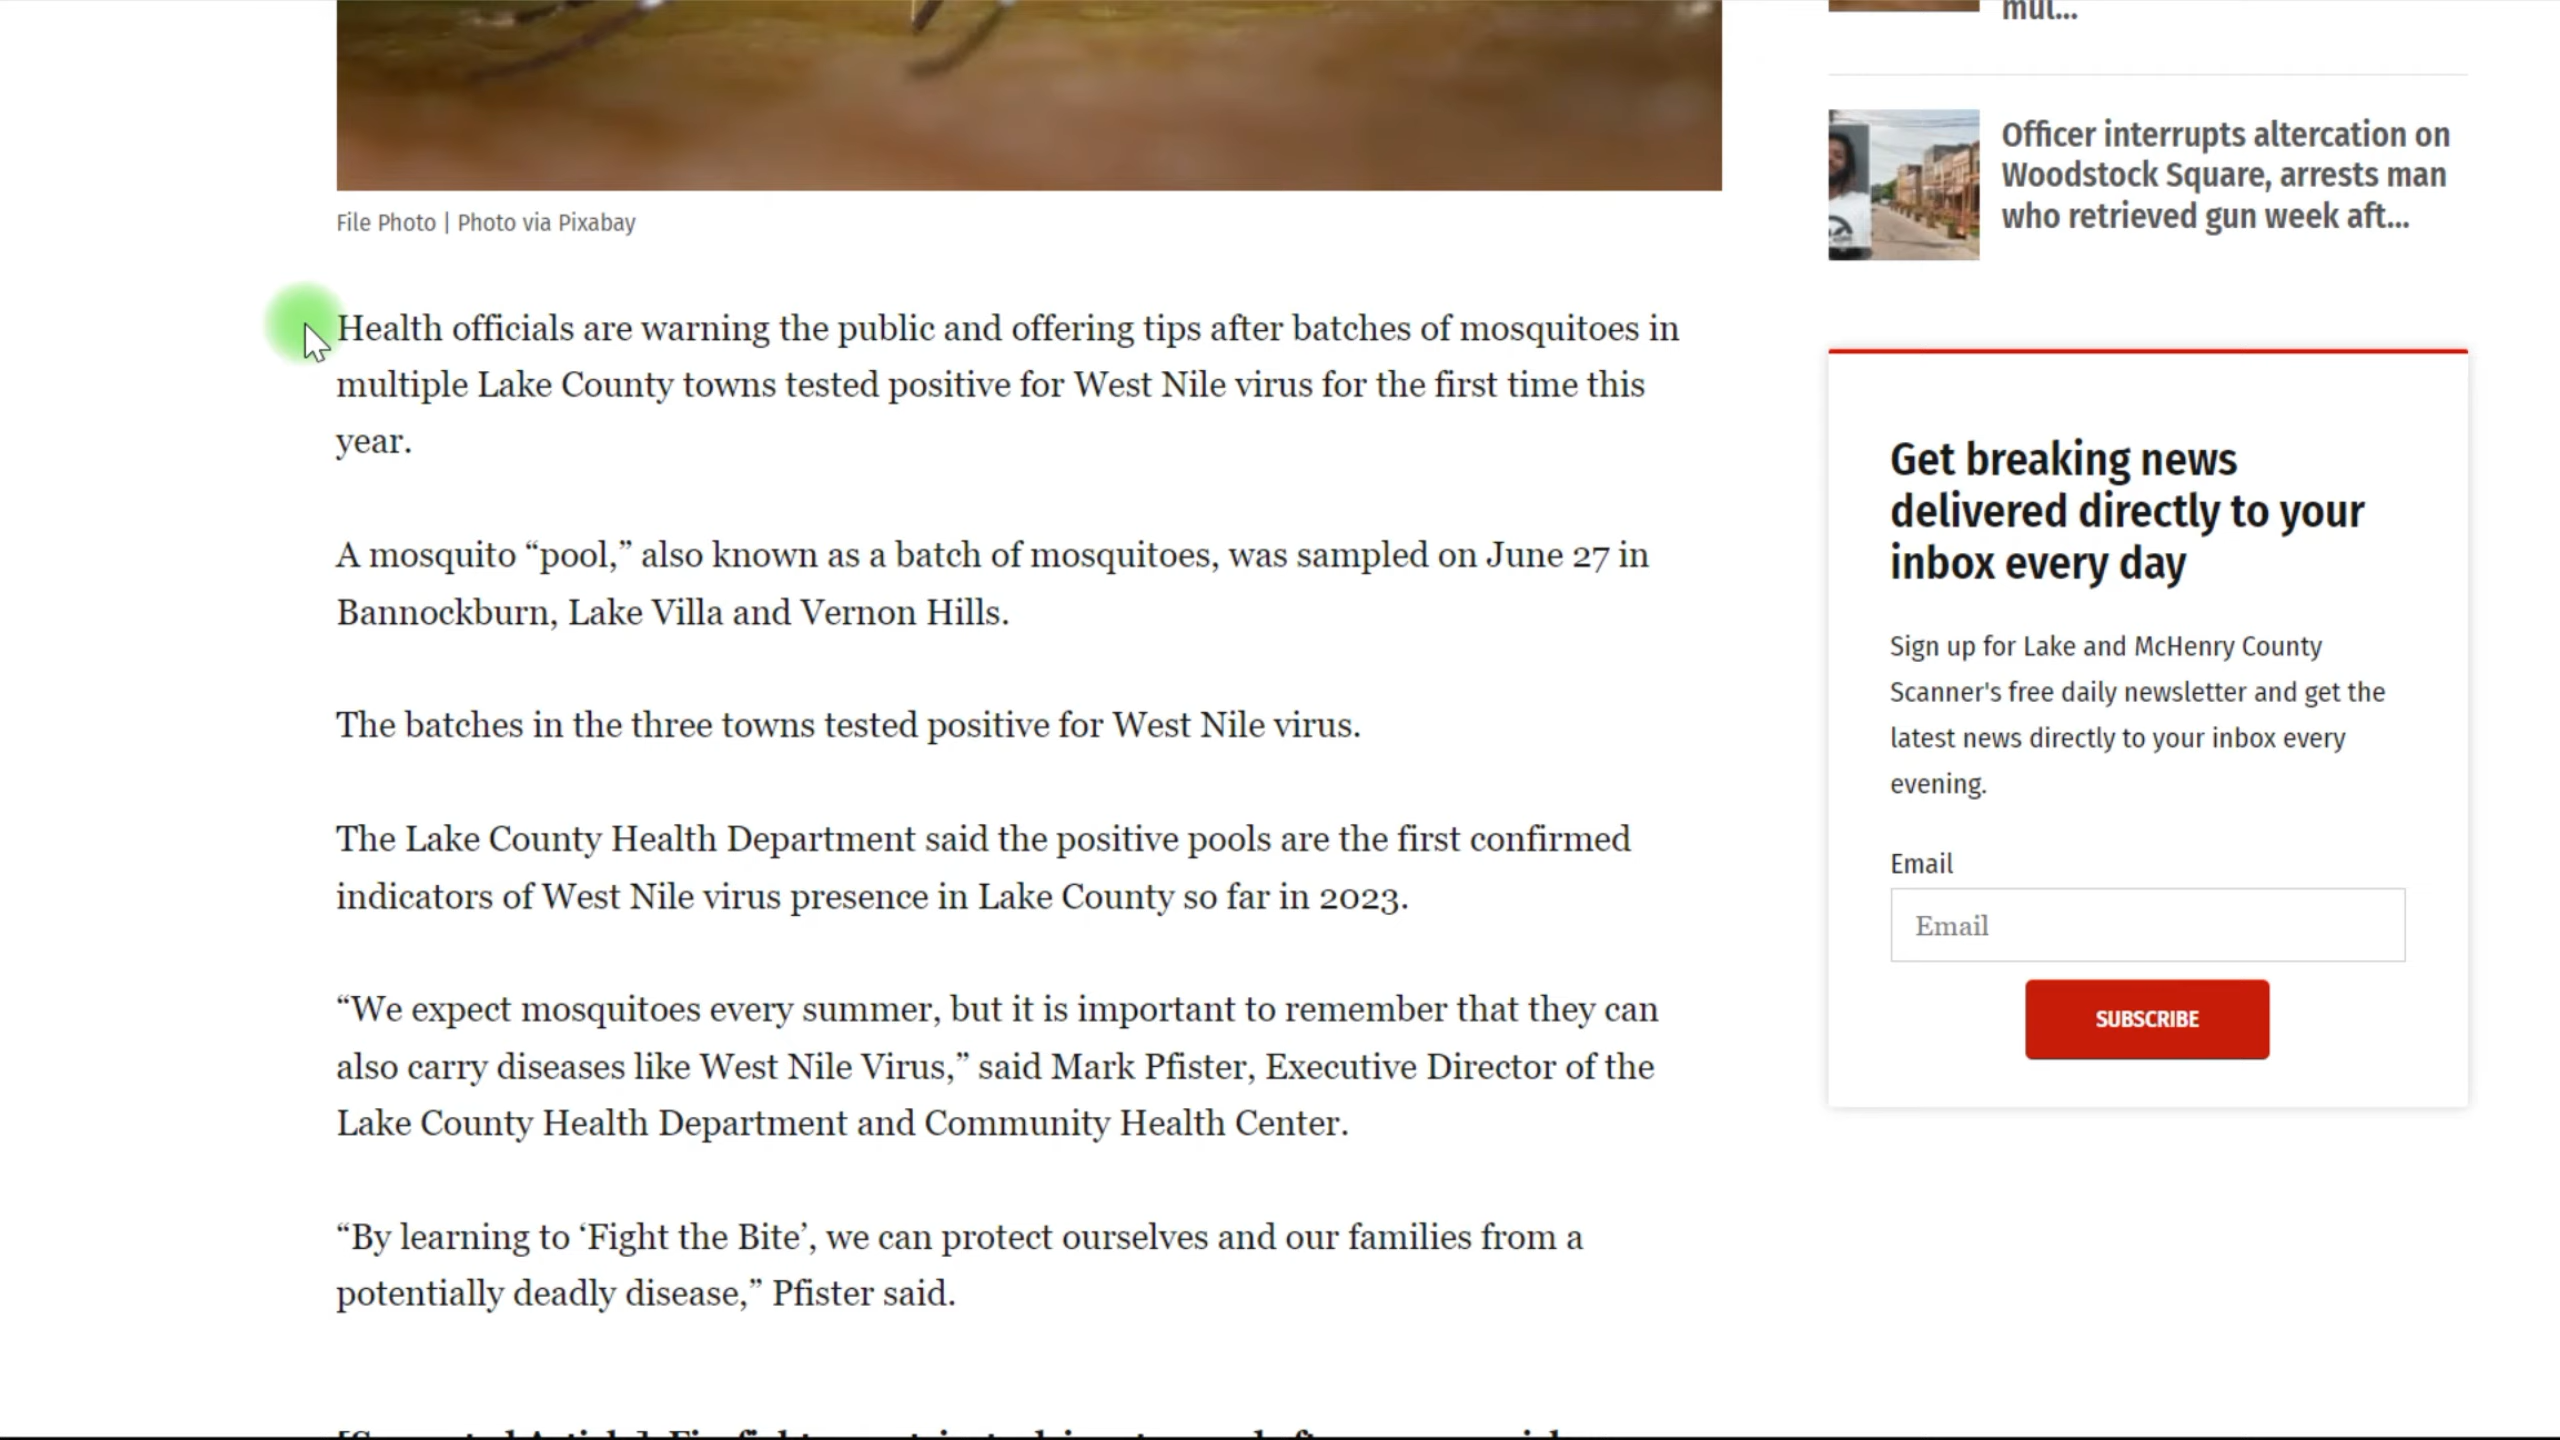 File Photo | Photo via Pixabay
Health officials are warning the public and offering tips after batches of mosquitoes in
multiple Lake County towns tested positive for West Nile virus for the first time this
year.
A mosquito “pool,” also known as a batch of mosquitoes, was sampled on June 27 in
Bannockburn, Lake Villa and Vernon Hills.
The batches in the three towns tested positive for West Nile virus.
The Lake County Health Department said the positive pools are the first confirmed
indicators of West Nile virus presence in Lake County so far in 2023.
“We expect mosquitoes every summer, but it is important to remember that they can
also carry diseases like West Nile Virus,” said Mark Pfister, Executive Director of the
Lake County Health Department and Community Health Center.
“By learning to ‘Fight the Bite’, we can protect ourselves and our families from a
potentially deadly disease,” Pfister said.
mul...
Officer interrupts altercation on
Woodstock Square, arrests man
who retrieved gun week aft...
Get breaking news
delivered directly to your
inbox every day
Sign up for Lake and McHenry County
Scanner's free daily newsletter and get the
latest news directly to your inbox every
evening.
Email
Email
SUBSCRIBE